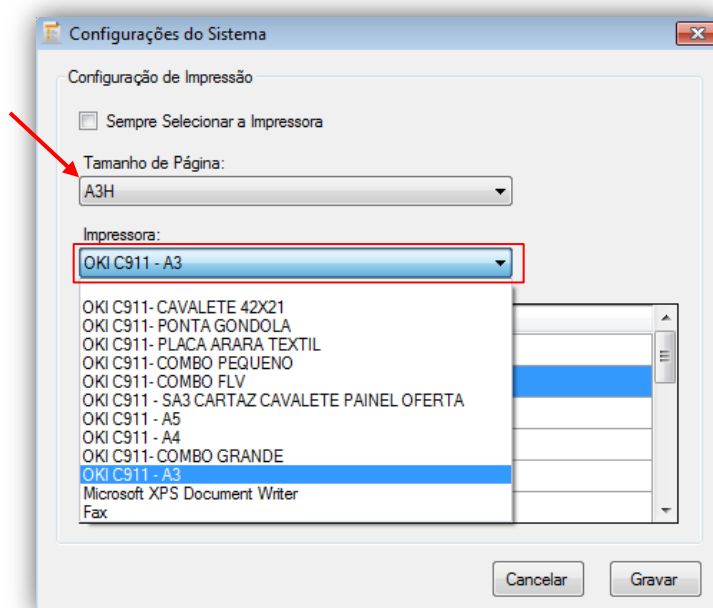 Configurações do Sistema
Configuração de Impressão
Sempre Selecionar a Impressora
Tamanho de Página:
A3H
Impressora:
OKI C911 - A3
OKI C911- CAVALETE 42X21
OKI C911- PONTA GONDOLA
OKI C911- PLACA ARARA TEXTIL
OKI C911- COMBO PEQUENO
OKI C911- COMBO FLV
OKI C911 - SA3 CARTAZ CAVALETE PAINEL OFERTA
OKI C911 - A5
OKI C911 - A4
OKI C911- COMBO GRANDE
OKI C911 - A3
Microsoft XPS Document Writer
Fax
Cancelar Gravar